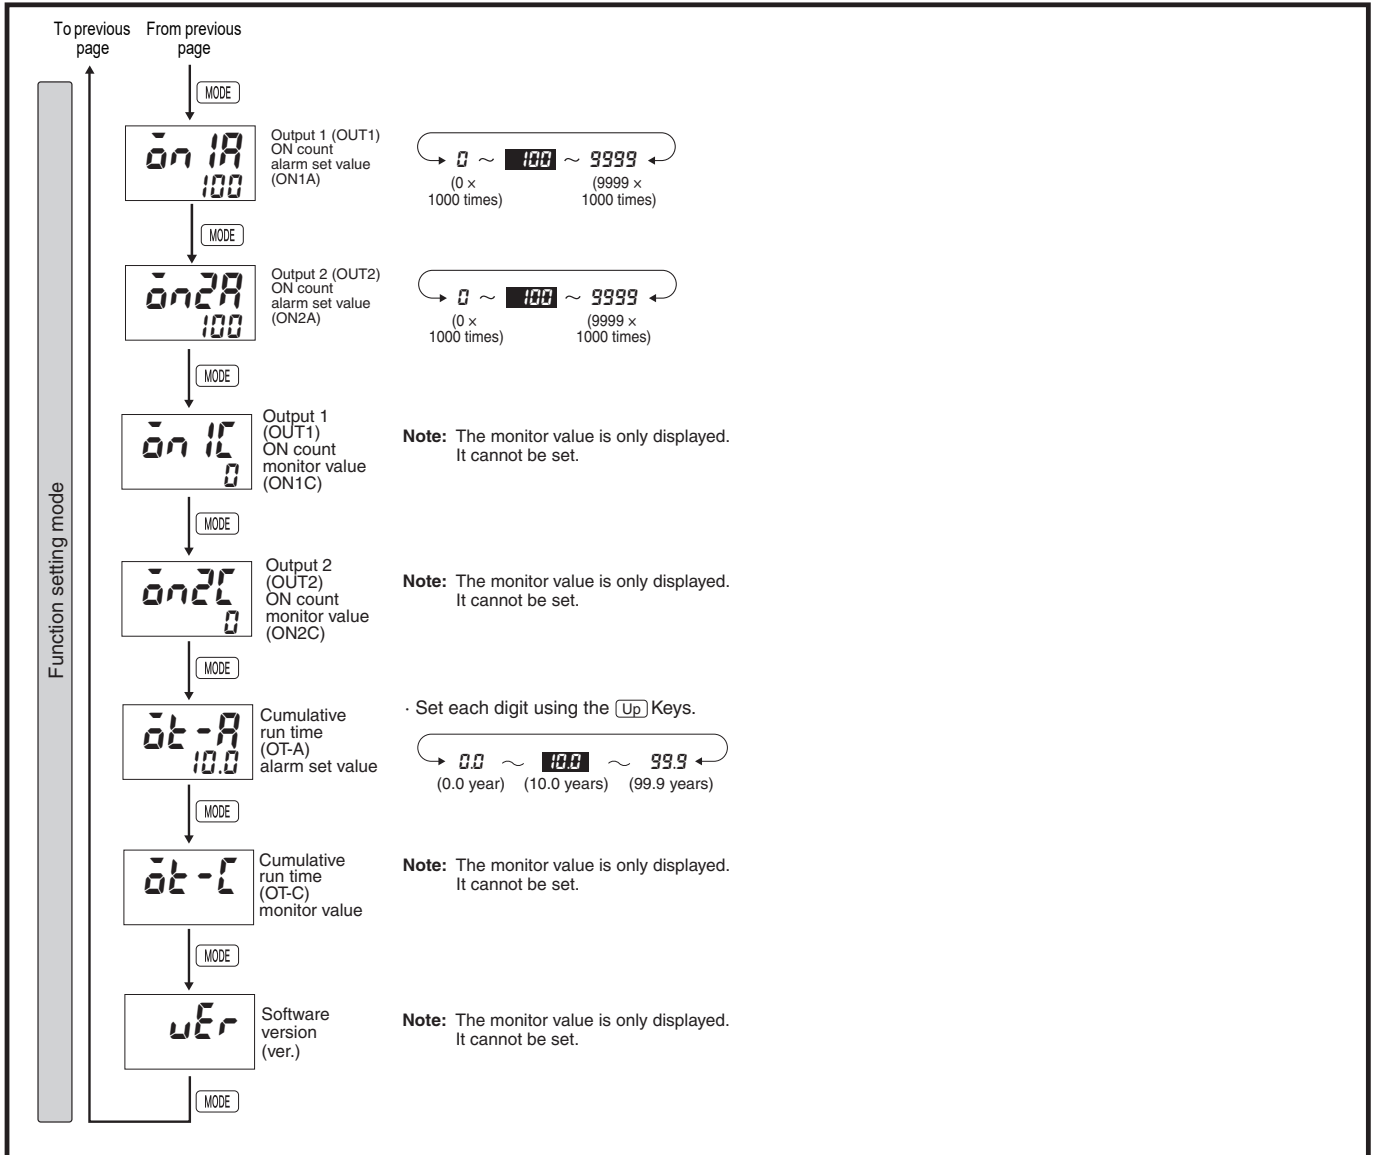 To previous page
From previous page
Function setting mode
MODE
on1A
100
Output 1 (OUT1)
ON count
alarm set value
(ON1A)
0 ~ 100 ~ 9999
(0 ×
1000 times)
(9999 ×
1000 times)
MODE
on2A
100
Output 2 (OUT2)
ON count
alarm set value
(ON2A)
0 ~ 100 ~ 9999
(0 ×
1000 times)
(9999 ×
1000 times)
MODE
on1C
0
Output 1
(OUT1)
ON count
monitor value
(ON1C)
Note: The monitor value is only displayed.
It cannot be set.
MODE
on2C
0
Output 2
(OUT2)
ON count
monitor value
(ON2C)
Note: The monitor value is only displayed.
It cannot be set.
MODE
ot-A
10.0
Cumulative
run time
(OT-A)
alarm set value
· Set each digit using the Up Keys.
0.0 ~ 10.0 ~ 99.9
(0.0 year) (10.0 years) (99.9 years)
MODE
ot-C
Cumulative
run time
(OT-C)
monitor value
Note: The monitor value is only displayed.
It cannot be set.
MODE
vEr
Software
version
(ver.)
Note: The monitor value is only displayed.
It cannot be set.
MODE